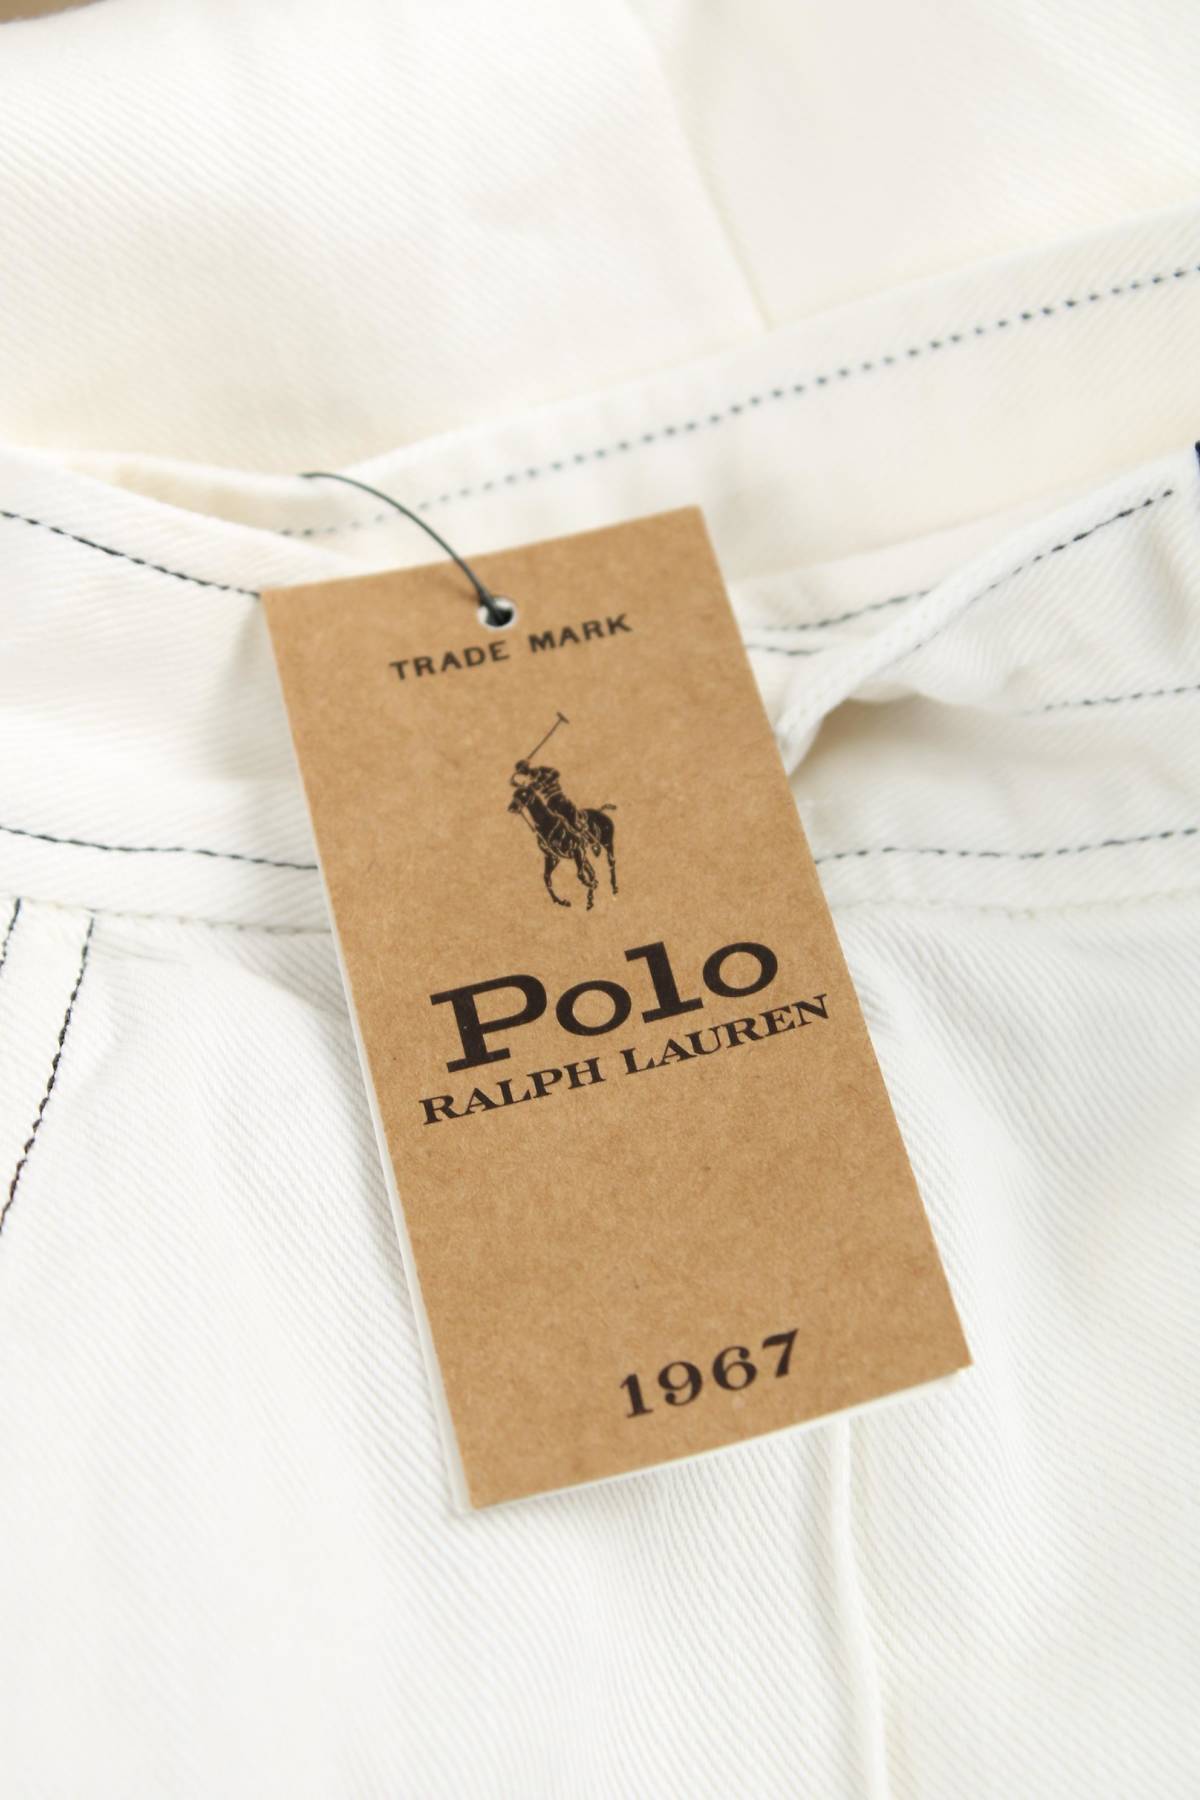 TRADE MARK
Polo
RALPH LAUREN
1967